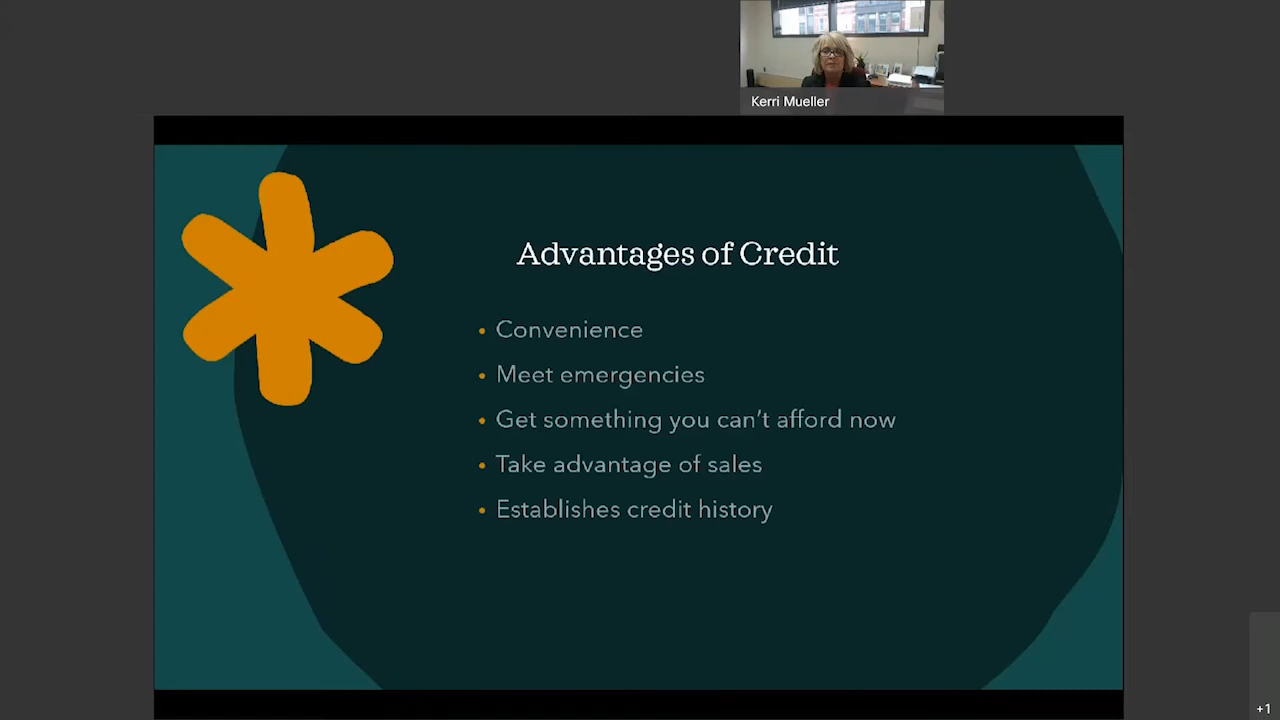 Kerri Mueller
Advantages of Credit
• Convenience
• Meet emergencies
• Get something you can't afford now
• Take advantage of sales
• Establishes credit history
+1